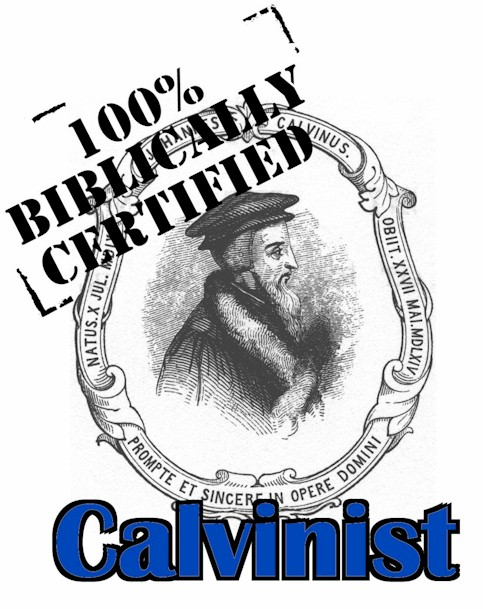 100%
BIBLICALLY
CERTIFIED
CALVINUS.
NATUS.X JUL.
OBIIT. XXVII MAI.MDLXIV
PROMPTE ET SINCERE IN OPERE DOMINI
Calvinist